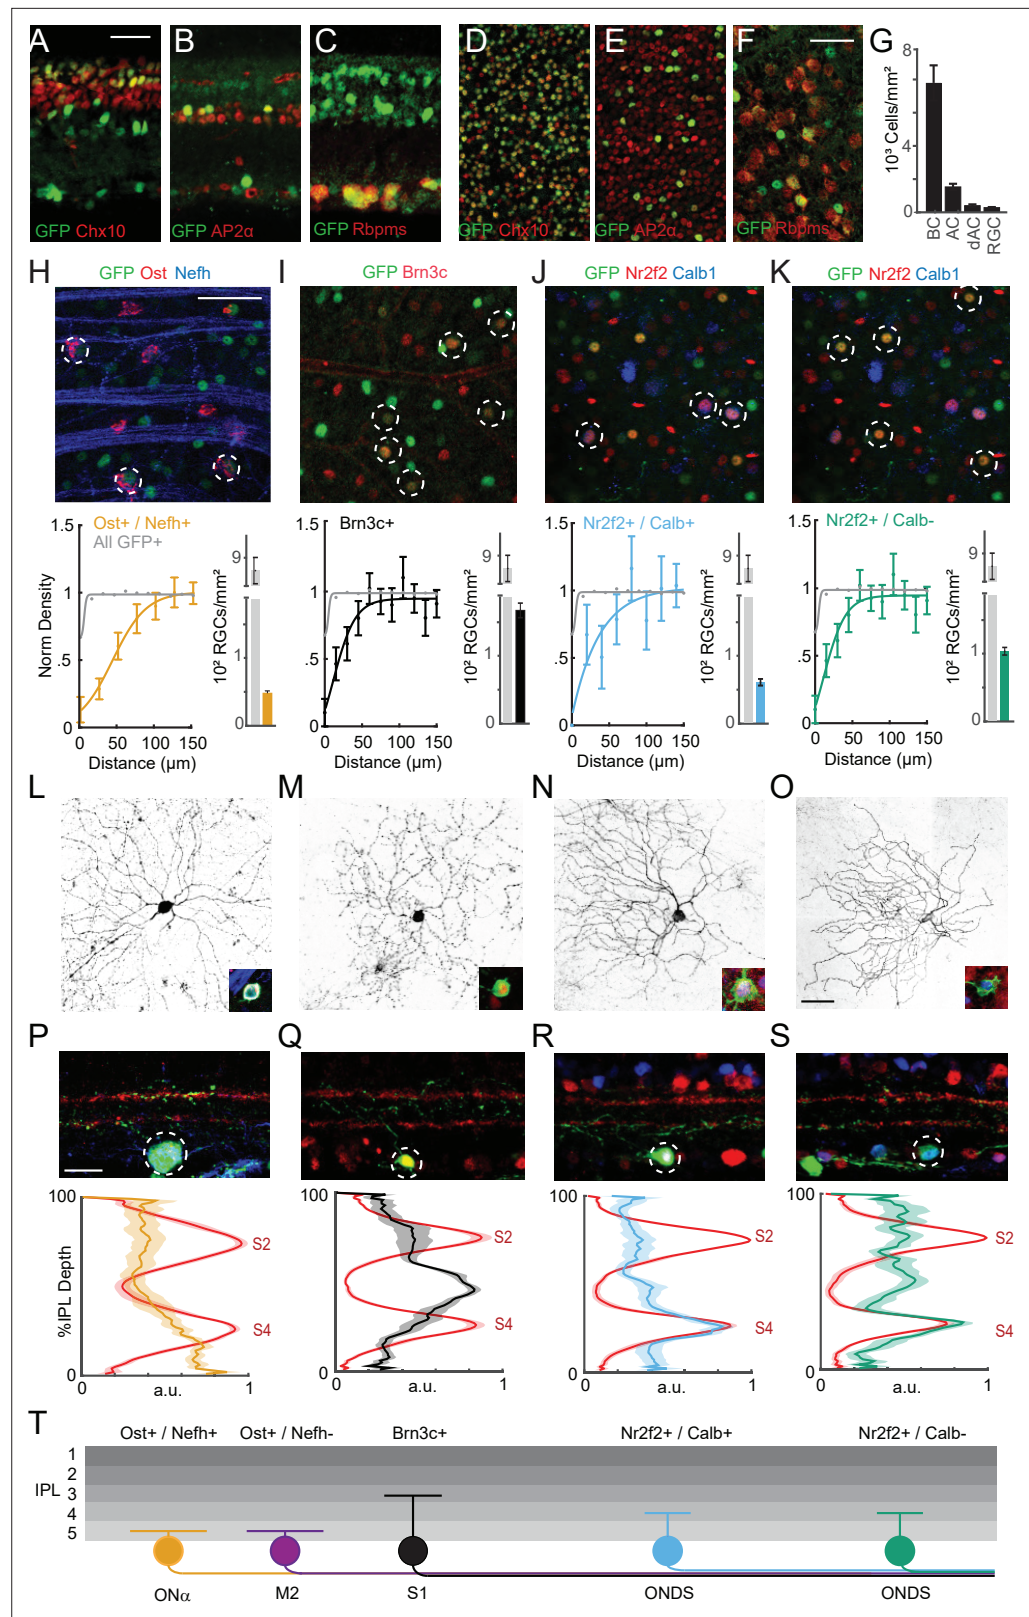 A B C D E F G
GFP Chx10
GFP AP2α
GFP Rbpms
GFP Chx10
AP2α
GFP Rbpms
10³ Cells/mm²
8
4
0
BC
AC
dAC
RGC
H I J K
GFP Ost Nefh
GFP Brn3c
GFP Nr2f2 Calb1
GFP Nr2f2 Calb1
Ost+ / Nefh+
All GFP+
Norm Density
1.5
1
.5
0
0 50 100 150
Distance (µm)
10² RGCs/mm²
9
1
0
Brn3c+
1.5
1
.5
0
0 50 100 150
Distance (µm)
10² RGCs/mm²
9
1
0
Nr2f2+ / Calb+
1.5
1
.5
0
0 50 100 150
Distance (µm)
10² RGCs/mm²
9
1
0
Nr2f2+ / Calb-
1.5
1
.5
0
0 50 100 150
Distance (µm)
10² RGCs/mm²
9
1
0
L M N O
P Q R S
%IPL Depth
100
0
0 a.u. 1
S2
S4
100
0
0 a.u. 1
S2
S4
100
0
0 a.u. 1
S2
S4
100
0
0 a.u. 1
S2
S4
T
Ost+ / Nefh+ Ost+ / Nefh- Brn3c+ Nr2f2+ / Calb+ Nr2f2+ / Calb-
IPL
1
2
3
4
5
ONα M2 S1 ONDS ONDS